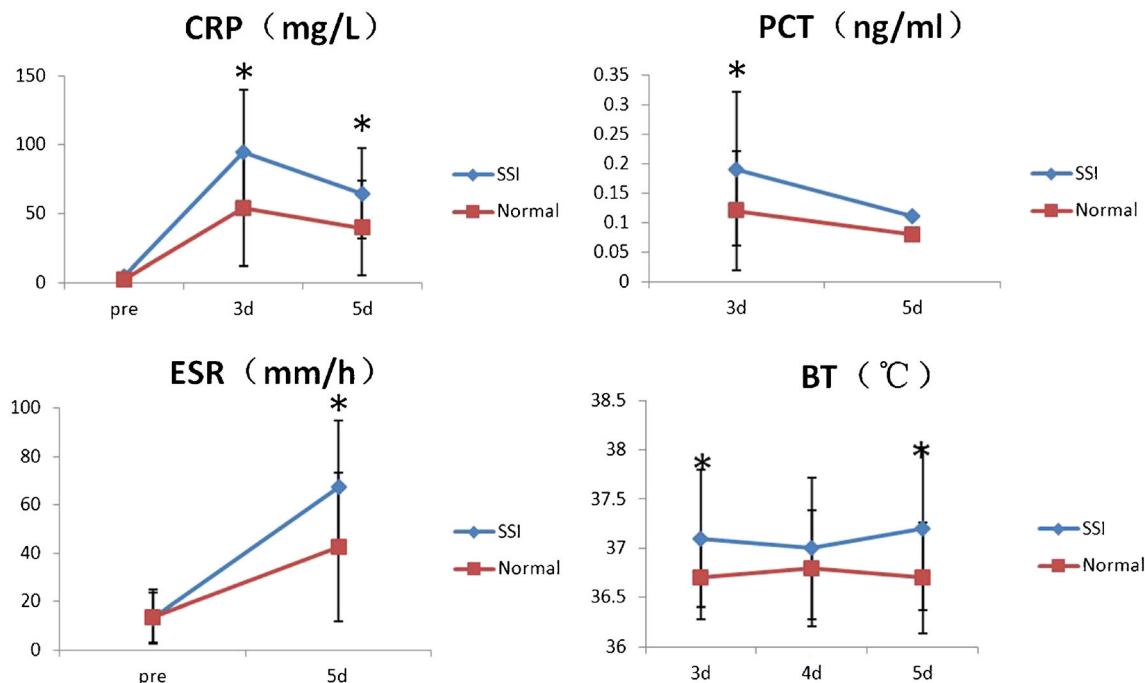 CRP（mg/L）
*
*
150
100
50
0
pre
3d
5d
SSI
Normal
PCT（ng/ml）
*
0.35
0.3
0.25
0.2
0.15
0.1
0.05
0
3d
5d
SSI
Normal
ESR（mm/h）
*
100
80
60
40
20
0
pre
5d
SSI
Normal
BT（℃）
*
*
38.5
38
37.5
37
36.5
36
3d
4d
5d
SSI
Normal